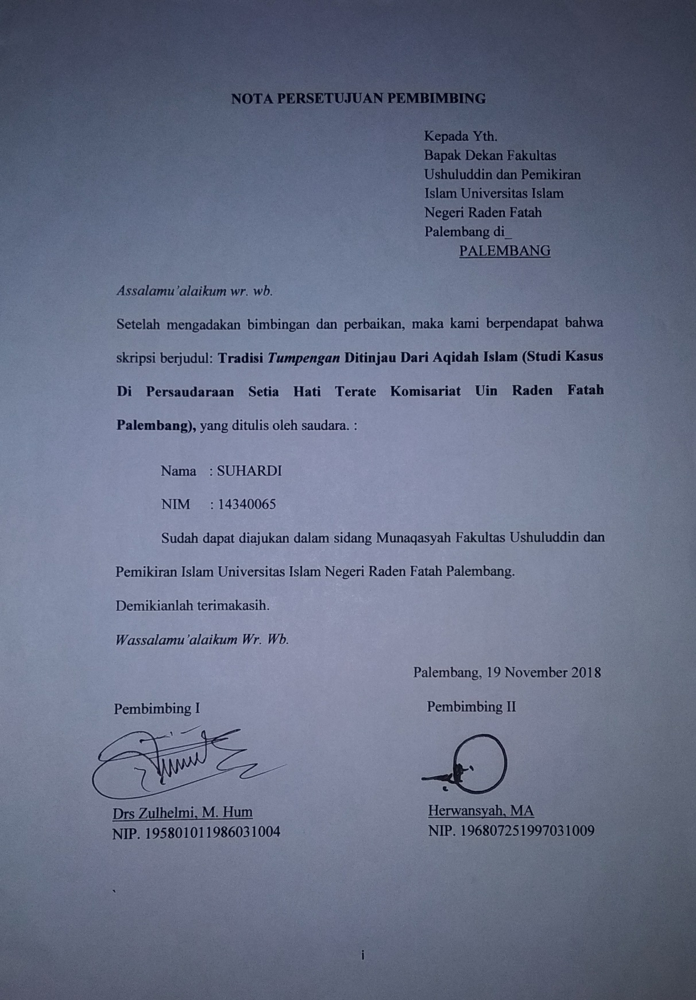 NOTA PERSETUJUAN PEMBIMBING
Kepada Yth.
Bapak Dekan Fakultas
Ushuluddin dan Pemikiran
Islam Universitas Islam
Negeri Raden Fatah
Palembang di_
PALEMBANG
Assalamu'alaikum wr. wb.
Setelah mengadakan bimbingan dan perbaikan, maka kami berpendapat bahwa
skripsi berjudul: Tradisi Tumpengan Ditinjau Dari Aqidah Islam (Studi Kasus
Di Persaudaraan Setia Hati Terate Komisariat Uin Raden Fatah
Palembang), yang ditulis oleh saudara. :
Nama : SUHARDI
NIM : 14340065
Sudah dapat diajukan dalam sidang Munaqasyah Fakultas Ushuluddin dan
Pemikiran Islam Universitas Islam Negeri Raden Fatah Palembang.
Demikianlah terimakasih.
Wassalamu'alaikum Wr. Wb.
Palembang, 19 November 2018
Pembimbing I
Pembimbing II
Drs Zulhelmi, M. Hum
NIP. 195801011986031004
Herwansyah, MA
NIP. 196807251997031009
i